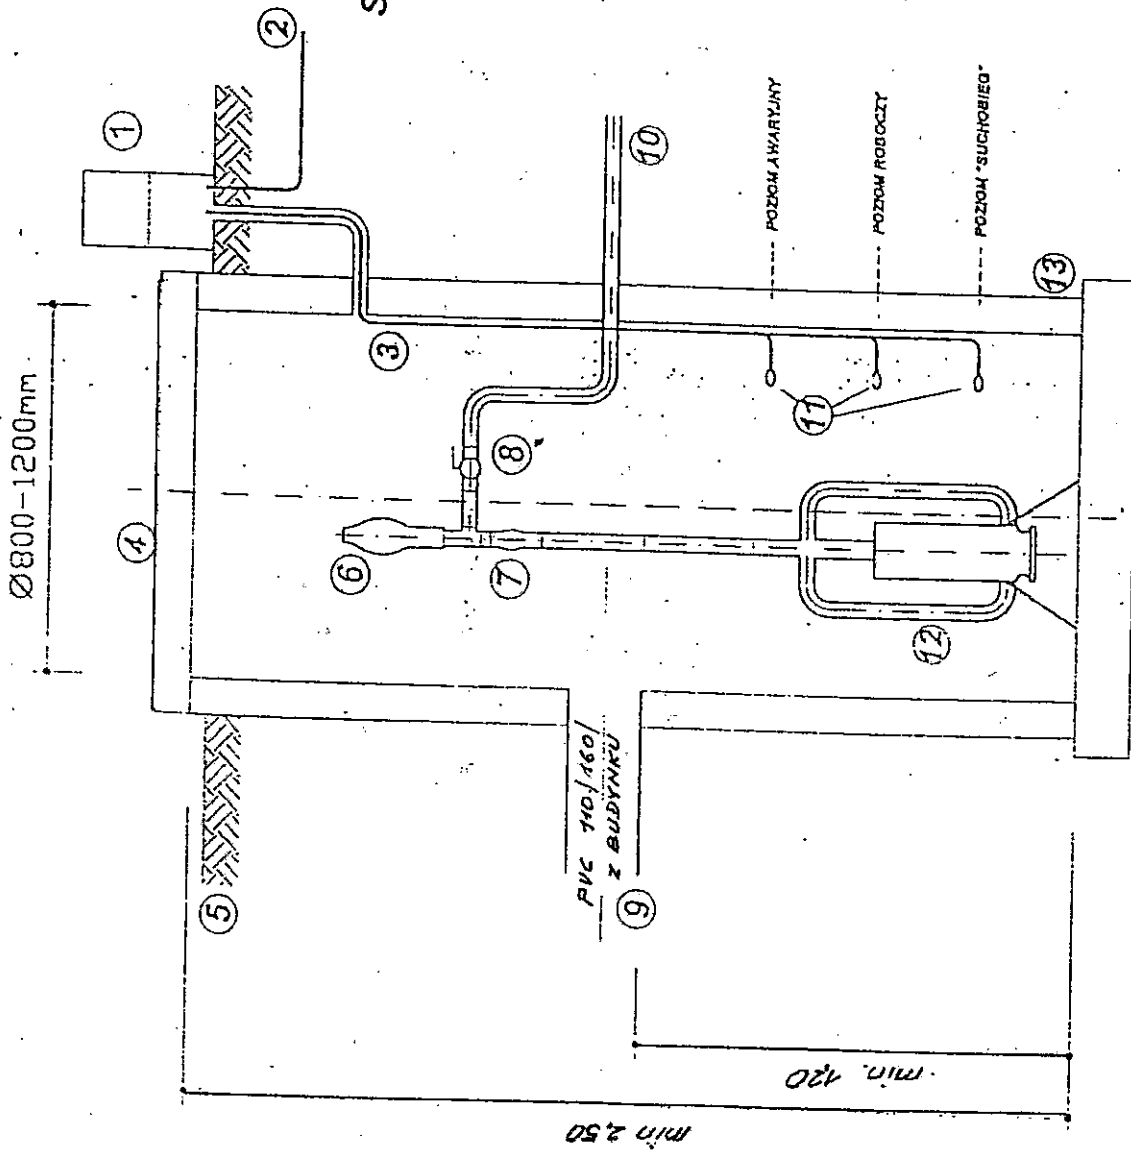 Ø800-1200mm
1
2
S
3
4
5
6
7
8
9
10
11
12
13
POZIOM AWARYJNY
POZIOM ROBOCZY
POZIOM "SUCHOBIEG"
PVC 110/160/
Z BUDYNKU
min. 1,20
min 2,50